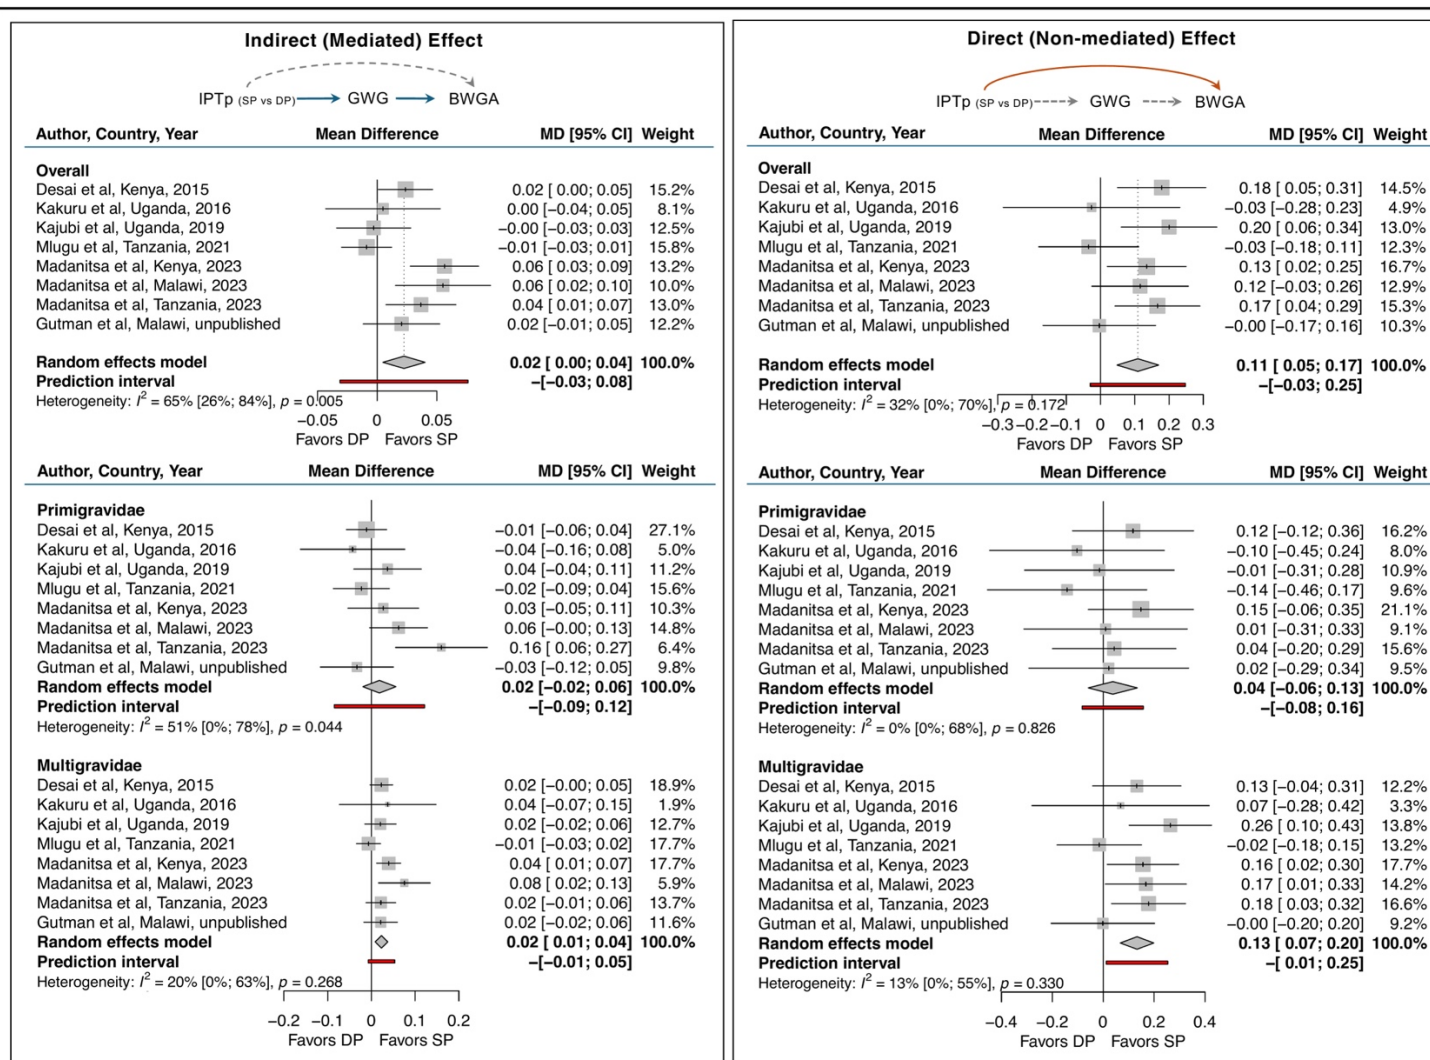 Indirect (Mediated) Effect
IPTp (SP vs DP) GWG BWGA
Author, Country, Year Mean Difference MD [95% CI] Weight
Overall
Desai et al, Kenya, 2015 0.02 [ 0.00; 0.05] 15.2%
Kakuru et al, Uganda, 2016 0.00 [−0.04; 0.05] 8.1%
Kajubi et al, Uganda, 2019 −0.00 [−0.03; 0.03] 12.5%
Mlugu et al, Tanzania, 2021 −0.01 [−0.03; 0.01] 15.8%
Madanitsa et al, Kenya, 2023 0.06 [ 0.03; 0.09] 13.2%
Madanitsa et al, Malawi, 2023 0.06 [ 0.02; 0.10] 10.0%
Madanitsa et al, Tanzania, 2023 0.04 [ 0.01; 0.07] 13.0%
Gutman et al, Malawi, unpublished 0.02 [−0.01; 0.05] 12.2%
Random effects model 0.02 [ 0.00; 0.04] 100.0%
Prediction interval −[−0.03; 0.08]
Heterogeneity: I² = 65% [26%; 84%], p = 0.005
−0.05 0 0.05
Favors DP Favors SP
Author, Country, Year Mean Difference MD [95% CI] Weight
Primigravidae
Desai et al, Kenya, 2015 −0.01 [−0.06; 0.04] 27.1%
Kakuru et al, Uganda, 2016 −0.04 [−0.16; 0.08] 5.0%
Kajubi et al, Uganda, 2019 0.04 [−0.04; 0.11] 11.2%
Mlugu et al, Tanzania, 2021 −0.02 [−0.09; 0.04] 15.6%
Madanitsa et al, Kenya, 2023 0.03 [−0.05; 0.11] 10.3%
Madanitsa et al, Malawi, 2023 0.06 [−0.00; 0.13] 14.8%
Madanitsa et al, Tanzania, 2023 0.16 [ 0.06; 0.27] 6.4%
Gutman et al, Malawi, unpublished −0.03 [−0.12; 0.05] 9.8%
Random effects model 0.02 [−0.02; 0.06] 100.0%
Prediction interval −[−0.09; 0.12]
Heterogeneity: I² = 51% [0%; 78%], p = 0.044
Multigravidae
Desai et al, Kenya, 2015 0.02 [−0.00; 0.05] 18.9%
Kakuru et al, Uganda, 2016 0.04 [−0.07; 0.15] 1.9%
Kajubi et al, Uganda, 2019 0.02 [−0.02; 0.06] 12.7%
Mlugu et al, Tanzania, 2021 −0.01 [−0.03; 0.02] 17.7%
Madanitsa et al, Kenya, 2023 0.04 [ 0.01; 0.07] 17.7%
Madanitsa et al, Malawi, 2023 0.08 [ 0.02; 0.13] 5.9%
Madanitsa et al, Tanzania, 2023 0.02 [−0.01; 0.06] 13.7%
Gutman et al, Malawi, unpublished 0.02 [−0.02; 0.06] 11.6%
Random effects model 0.02 [ 0.01; 0.04] 100.0%
Prediction interval −[−0.01; 0.05]
Heterogeneity: I² = 20% [0%; 63%], p = 0.268
−0.2 −0.1 0 0.1 0.2
Favors DP Favors SP
Direct (Non-mediated) Effect
IPTp (SP vs DP) GWG BWGA
Author, Country, Year Mean Difference MD [95% CI] Weight
Overall
Desai et al, Kenya, 2015 0.18 [ 0.05; 0.31] 14.5%
Kakuru et al, Uganda, 2016 −0.03 [−0.28; 0.23] 4.9%
Kajubi et al, Uganda, 2019 0.20 [ 0.06; 0.34] 13.0%
Mlugu et al, Tanzania, 2021 −0.03 [−0.18; 0.11] 12.3%
Madanitsa et al, Kenya, 2023 0.13 [ 0.02; 0.25] 16.7%
Madanitsa et al, Malawi, 2023 0.12 [−0.03; 0.26] 12.9%
Madanitsa et al, Tanzania, 2023 0.17 [ 0.04; 0.29] 15.3%
Gutman et al, Malawi, unpublished −0.00 [−0.17; 0.16] 10.3%
Random effects model 0.11 [ 0.05; 0.17] 100.0%
Prediction interval −[−0.03; 0.25]
Heterogeneity: I² = 32% [0%; 70%], p = 0.172
−0.3 −0.2 −0.1 0 0.1 0.2 0.3
Favors DP Favors SP
Author, Country, Year Mean Difference MD [95% CI] Weight
Primigravidae
Desai et al, Kenya, 2015 0.12 [−0.12; 0.36] 16.2%
Kakuru et al, Uganda, 2016 −0.10 [−0.45; 0.24] 8.0%
Kajubi et al, Uganda, 2019 −0.01 [−0.31; 0.28] 10.9%
Mlugu et al, Tanzania, 2021 −0.14 [−0.46; 0.17] 9.6%
Madanitsa et al, Kenya, 2023 0.15 [−0.06; 0.35] 21.1%
Madanitsa et al, Malawi, 2023 0.01 [−0.31; 0.33] 9.1%
Madanitsa et al, Tanzania, 2023 0.04 [−0.20; 0.29] 15.6%
Gutman et al, Malawi, unpublished 0.02 [−0.29; 0.34] 9.5%
Random effects model 0.04 [−0.06; 0.13] 100.0%
Prediction interval −[−0.08; 0.16]
Heterogeneity: I² = 0% [0%; 68%], p = 0.826
Multigravidae
Desai et al, Kenya, 2015 0.13 [−0.04; 0.31] 12.2%
Kakuru et al, Uganda, 2016 0.07 [−0.28; 0.42] 3.3%
Kajubi et al, Uganda, 2019 0.26 [ 0.10; 0.43] 13.8%
Mlugu et al, Tanzania, 2021 −0.02 [−0.18; 0.15] 13.2%
Madanitsa et al, Kenya, 2023 0.16 [ 0.02; 0.30] 17.7%
Madanitsa et al, Malawi, 2023 0.17 [ 0.01; 0.33] 14.2%
Madanitsa et al, Tanzania, 2023 0.18 [ 0.03; 0.32] 16.6%
Gutman et al, Malawi, unpublished −0.00 [−0.20; 0.20] 9.2%
Random effects model 0.13 [ 0.07; 0.20] 100.0%
Prediction interval −[ 0.01; 0.25]
Heterogeneity: I² = 13% [0%; 55%], p = 0.330
−0.4 −0.2 0 0.2 0.4
Favors DP Favors SP